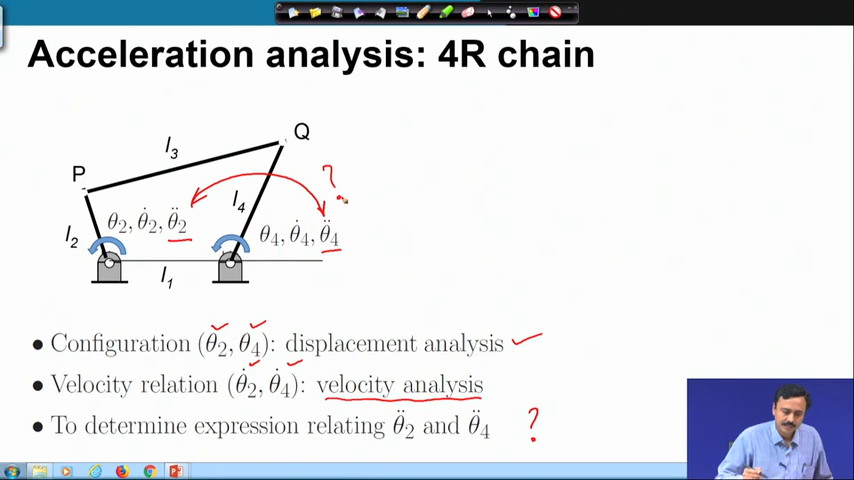 Acceleration analysis: 4R chain
Q
l3
P
?
l4
θ2, θ̇2, θ̈2
l2
θ4, θ̇4, θ̈4
l1
• Configuration (θ2, θ4): displacement analysis ✓
• Velocity relation (θ̇2, θ̇4): velocity analysis
• To determine expression relating θ̈2 and θ̈4 ?